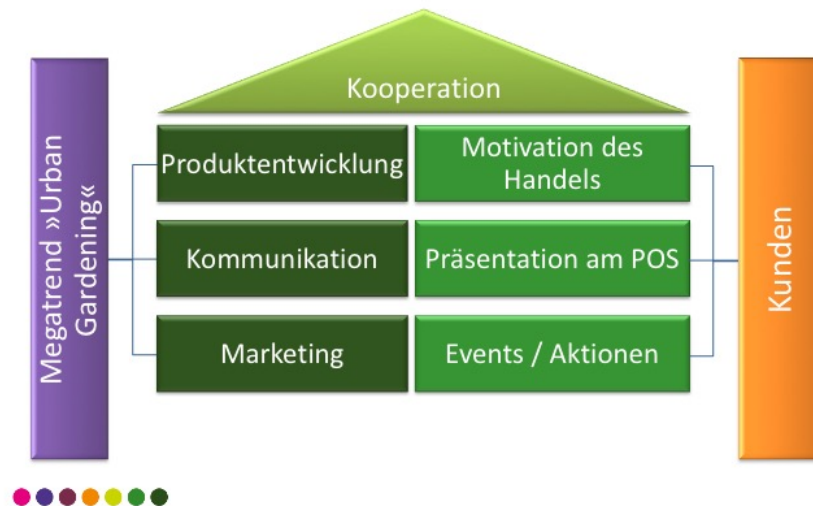 Kooperation
Megatrend »Urban
Gardening«
Produktentwicklung
Motivation des
Handels
Kommunikation
Präsentation am POS
Marketing
Events / Aktionen
Kunden